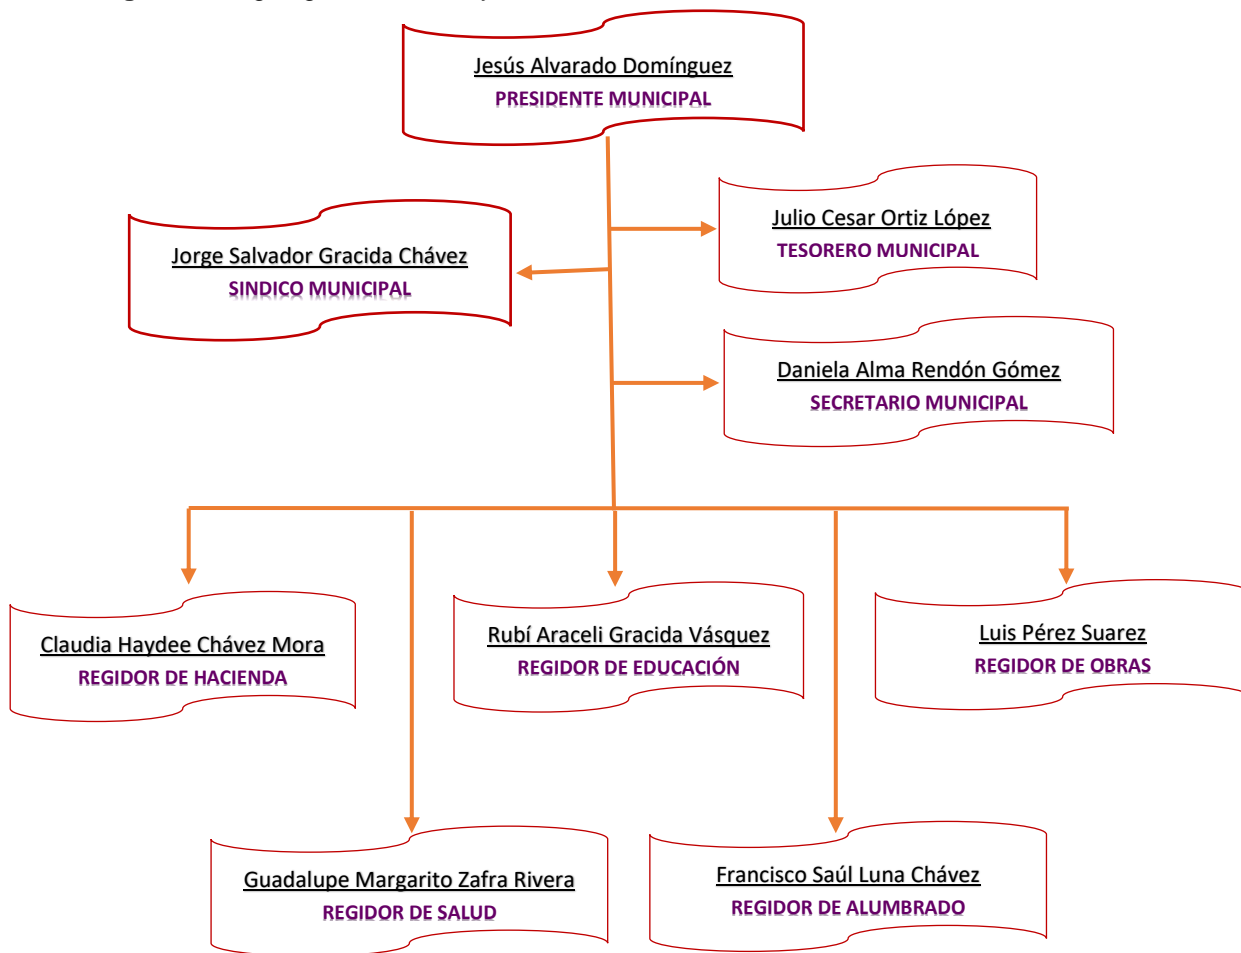 Jesús Alvarado Domínguez
PRESIDENTE MUNICIPAL
Julio Cesar Ortiz López
TESORERO MUNICIPAL
Jorge Salvador Gracida Chávez
SINDICO MUNICIPAL
Daniela Alma Rendón Gómez
SECRETARIO MUNICIPAL
Claudia Haydee Chávez Mora
REGIDOR DE HACIENDA
Rubí Araceli Gracida Vásquez
REGIDOR DE EDUCACIÓN
Luis Pérez Suarez
REGIDOR DE OBRAS
Guadalupe Margarito Zafra Rivera
REGIDOR DE SALUD
Francisco Saúl Luna Chávez
REGIDOR DE ALUMBRADO